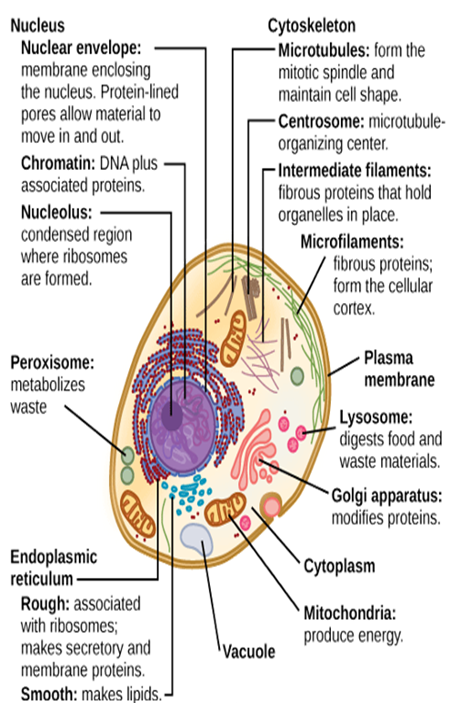 Nucleus
Nuclear envelope:
membrane enclosing
the nucleus. Protein-lined
pores allow material to
move in and out.
Chromatin: DNA plus
associated proteins.
Nucleolus:
condensed region
where ribosomes
are formed.
Peroxisome:
metabolizes
waste
Endoplasmic
reticulum
Rough: associated
with ribosomes;
makes secretory and
membrane proteins.
Smooth: makes lipids.
Cytoskeleton
Microtubules: form the
mitotic spindle and
maintain cell shape.
Centrosome: microtubule-
organizing center.
Intermediate filaments:
fibrous proteins that hold
organelles in place.
Microfilaments:
fibrous proteins;
form the cellular
cortex.
Plasma
membrane
Lysosome:
digests food and
waste materials.
Golgi apparatus:
modifies proteins.
Cytoplasm
Mitochondria:
produce energy.
Vacuole